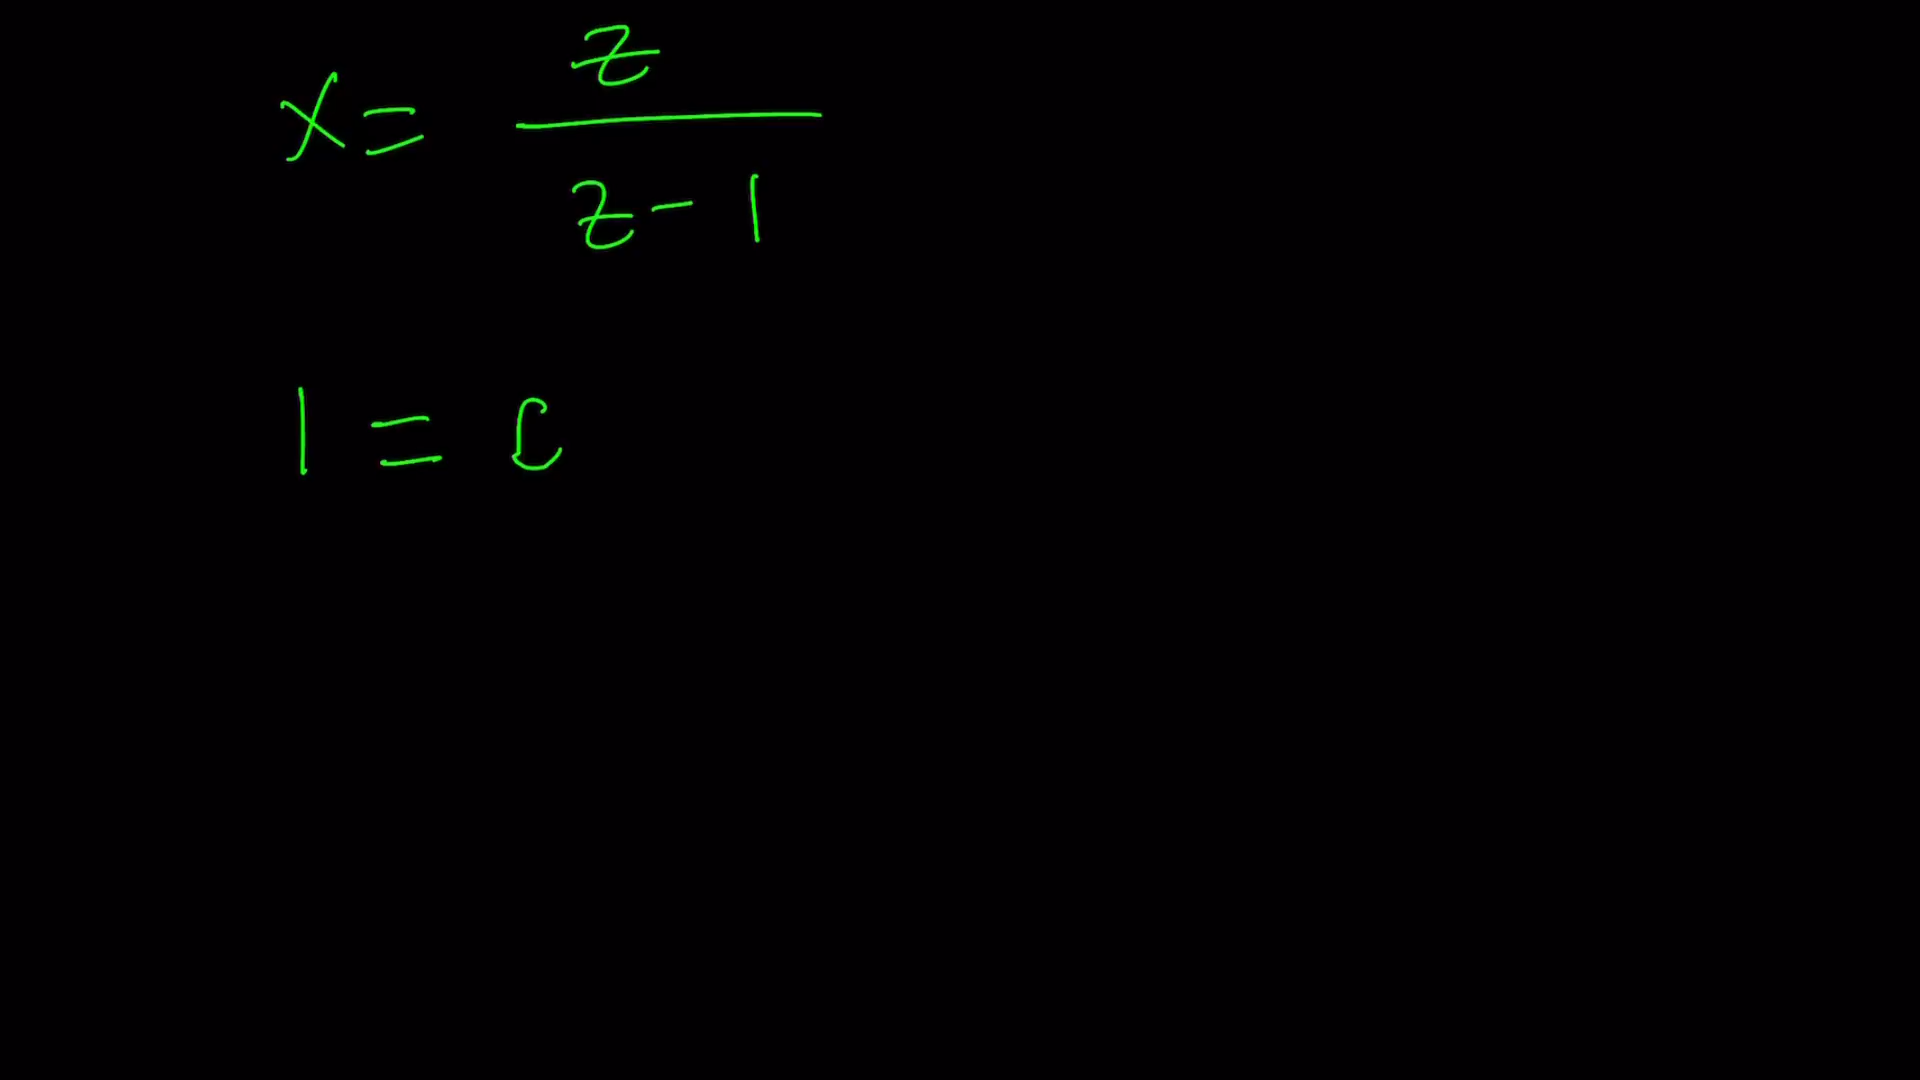 x = z / z - 1
1 = c